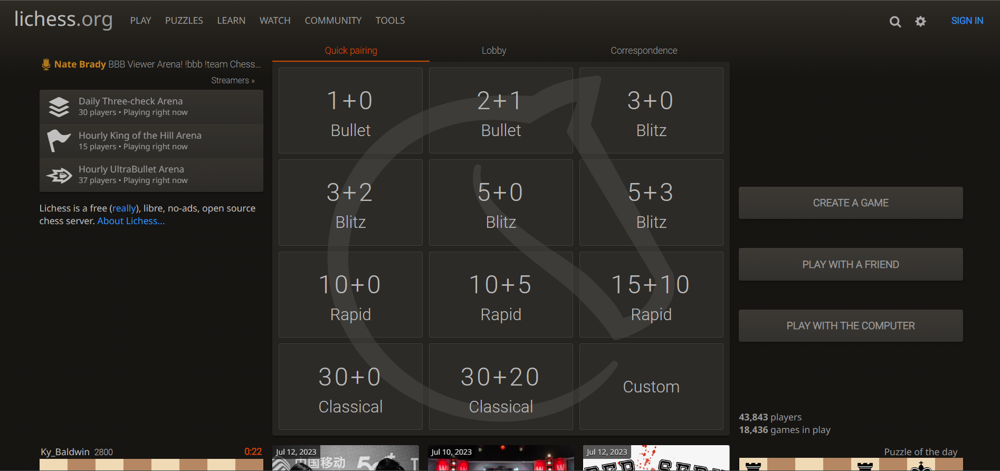 lichess.org
PLAY
PUZZLES
LEARN
WATCH
COMMUNITY
TOOLS
SIGN IN
Quick pairing
Lobby
Correspondence
Nate Brady BBB Viewer Arena! !bbb !team Chess...
Streamers »
Daily Three-check Arena
30 players • Playing right now
Hourly King of the Hill Arena
15 players • Playing right now
Hourly UltraBullet Arena
37 players • Playing right now
Lichess is a free (really), libre, no-ads, open source
chess server. About Lichess...
1+0
Bullet
2+1
Bullet
3+0
Blitz
3+2
Blitz
5+0
Blitz
5+3
Blitz
10+0
Rapid
10+5
Rapid
15+10
Rapid
30+0
Classical
30+20
Classical
Custom
CREATE A GAME
PLAY WITH A FRIEND
PLAY WITH THE COMPUTER
43,843 players
18,436 games in play
Ky_Baldwin 2800
0:22
Jul 12, 2023
中国移动
Jul 10, 2023
Jul 12, 2023
Puzzle of the day